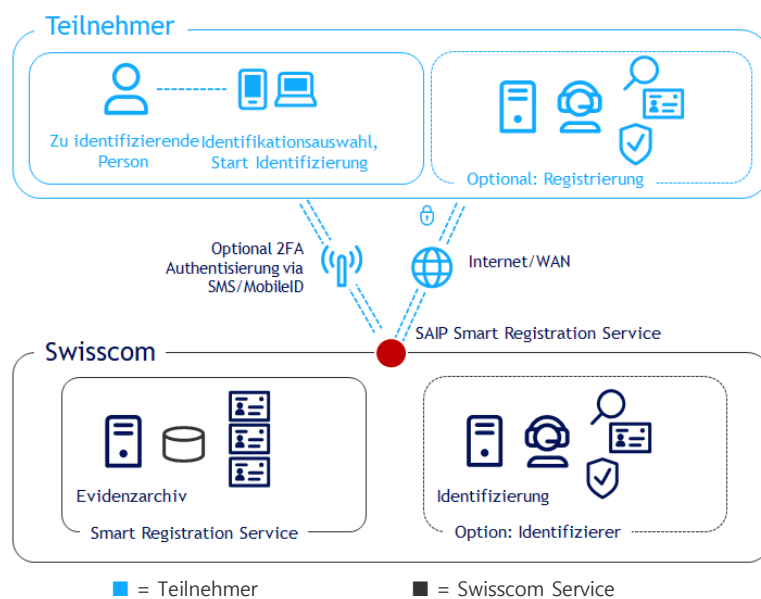 Teilnehmer
Zu identifizierende
Person
Identifikationsauswahl,
Start Identifizierung
Optional: Registrierung
Optional 2FA
Authentisierung via
SMS/MobileID
Internet/WAN
SAIP Smart Registration Service
Swisscom
Evidenzarchiv
Smart Registration Service
Identifizierung
Option: Identifizierer
= Teilnehmer
= Swisscom Service